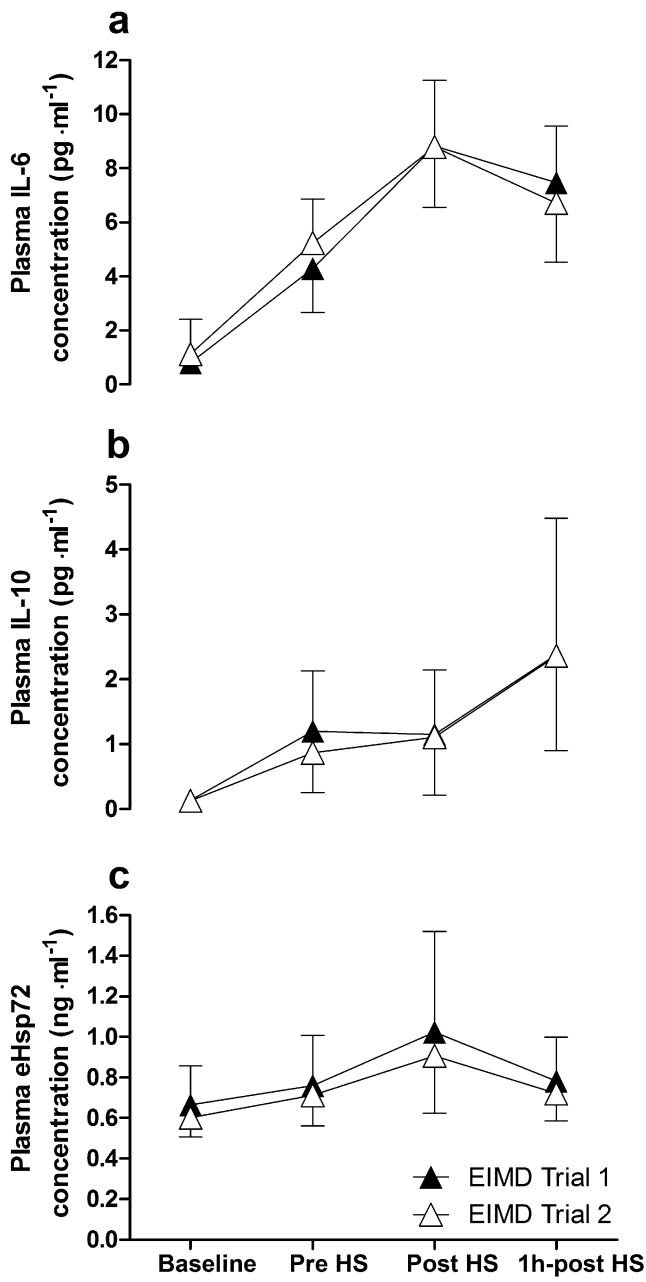 a
12
10
8
6
4
2
0
Plasma IL-6
concentration (pg·ml⁻¹)
b
5
4
3
2
1
0
Plasma IL-10
concentration (pg·ml⁻¹)
c
1.6
1.4
1.2
1.0
0.8
0.6
0.4
0.2
0.0
Plasma eHsp72
concentration (ng·ml⁻¹)
EIMD Trial 1
EIMD Trial 2
Baseline Pre HS Post HS 1h-post HS